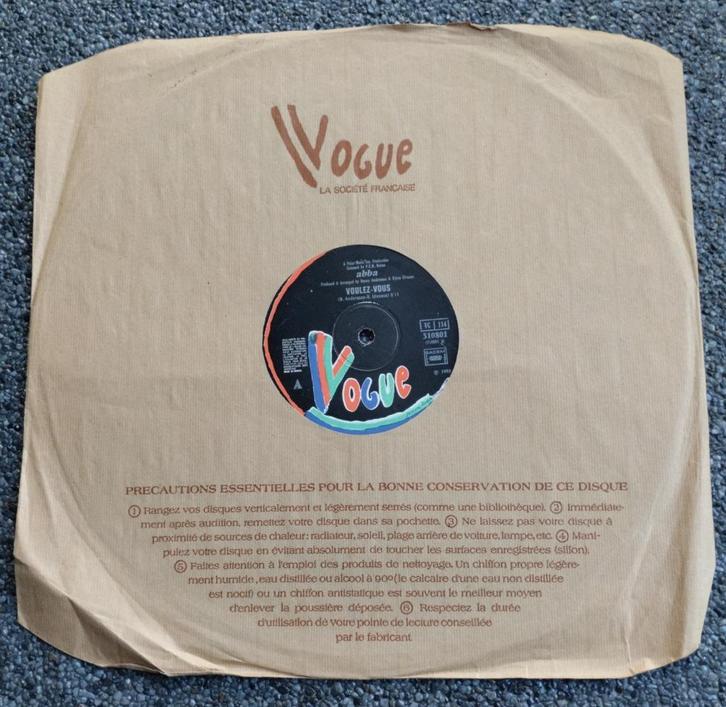 VOGUE
LA SOCIÉTÉ FRANÇAISE
abba
VOULEZ-VOUS
VC 114
310801
SACEM
A
VOGUE
PRECAUTIONS ESSENTIELLES POUR LA BONNE CONSERVATION DE CE DISQUE
① Rangez vos disques verticalement et légèrement serrés (comme une bibliothèque). ② Immédiate-
ment après audition, remettez votre disque dans sa pochette. ③ Ne laissez pas votre disque à
proximité de sources de chaleur: radiateur, soleil, plage arrière de voiture, lampe, etc. ④ Mani-
pulez votre disque en évitant absolument de toucher les surfaces enregistrées (sillon).
⑤ Faites attention à l'emploi des produits de nettoyage. Un chiffon propre légère-
ment humide, eau distillée ou alcool à 90º (le calcaire d'une eau non distillée
est nocif) ou un chiffon antistatique est souvent le meilleur moyen
d'enlever la poussière déposée. ⑥ Respectez la durée
d'utilisation de votre pointe de lecture conseillée
par le fabricant